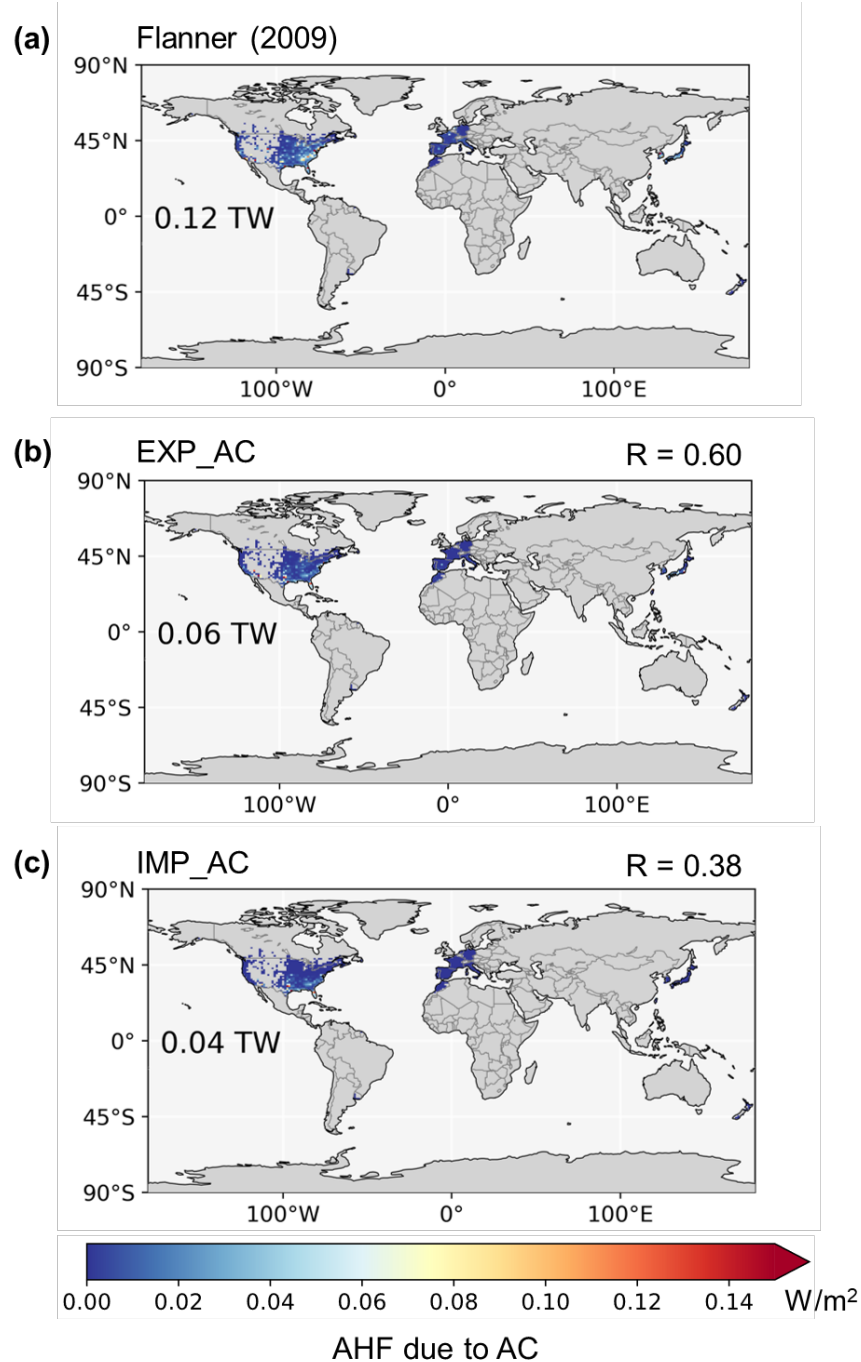 (a) Flanner (2009)
90°N
45°N
0°
0.12 TW
45°S
90°S
100°W 0° 100°E
(b) EXP_AC R = 0.60
90°N
45°N
0°
0.06 TW
45°S
90°S
100°W 0° 100°E
(c) IMP_AC R = 0.38
90°N
45°N
0°
0.04 TW
45°S
90°S
100°W 0° 100°E
0.00 0.02 0.04 0.06 0.08 0.10 0.12 0.14 W/m²
AHF due to AC